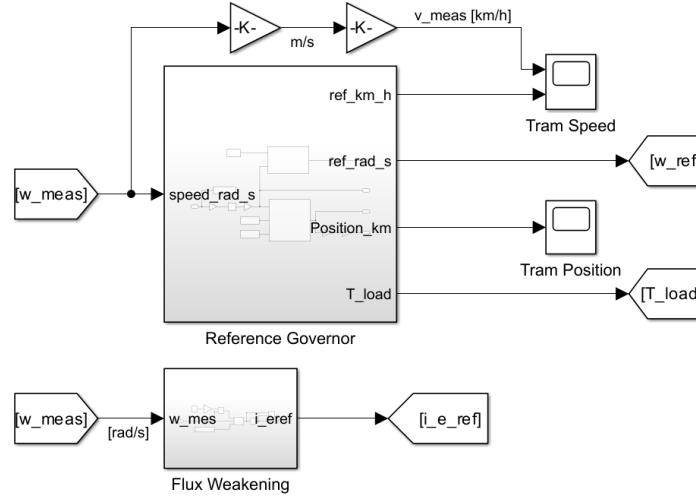 -K-
-K-
m/s
v_meas [km/h]
ref_km_h
Tram Speed
[w_meas]
speed_rad_s
ref_rad_s
[w_ref
Position_km
Tram Position
T_load
[T_load
Reference Governor
[w_meas]
[rad/s]
w_mes
i_eref
[i_e_ref]
Flux Weakening